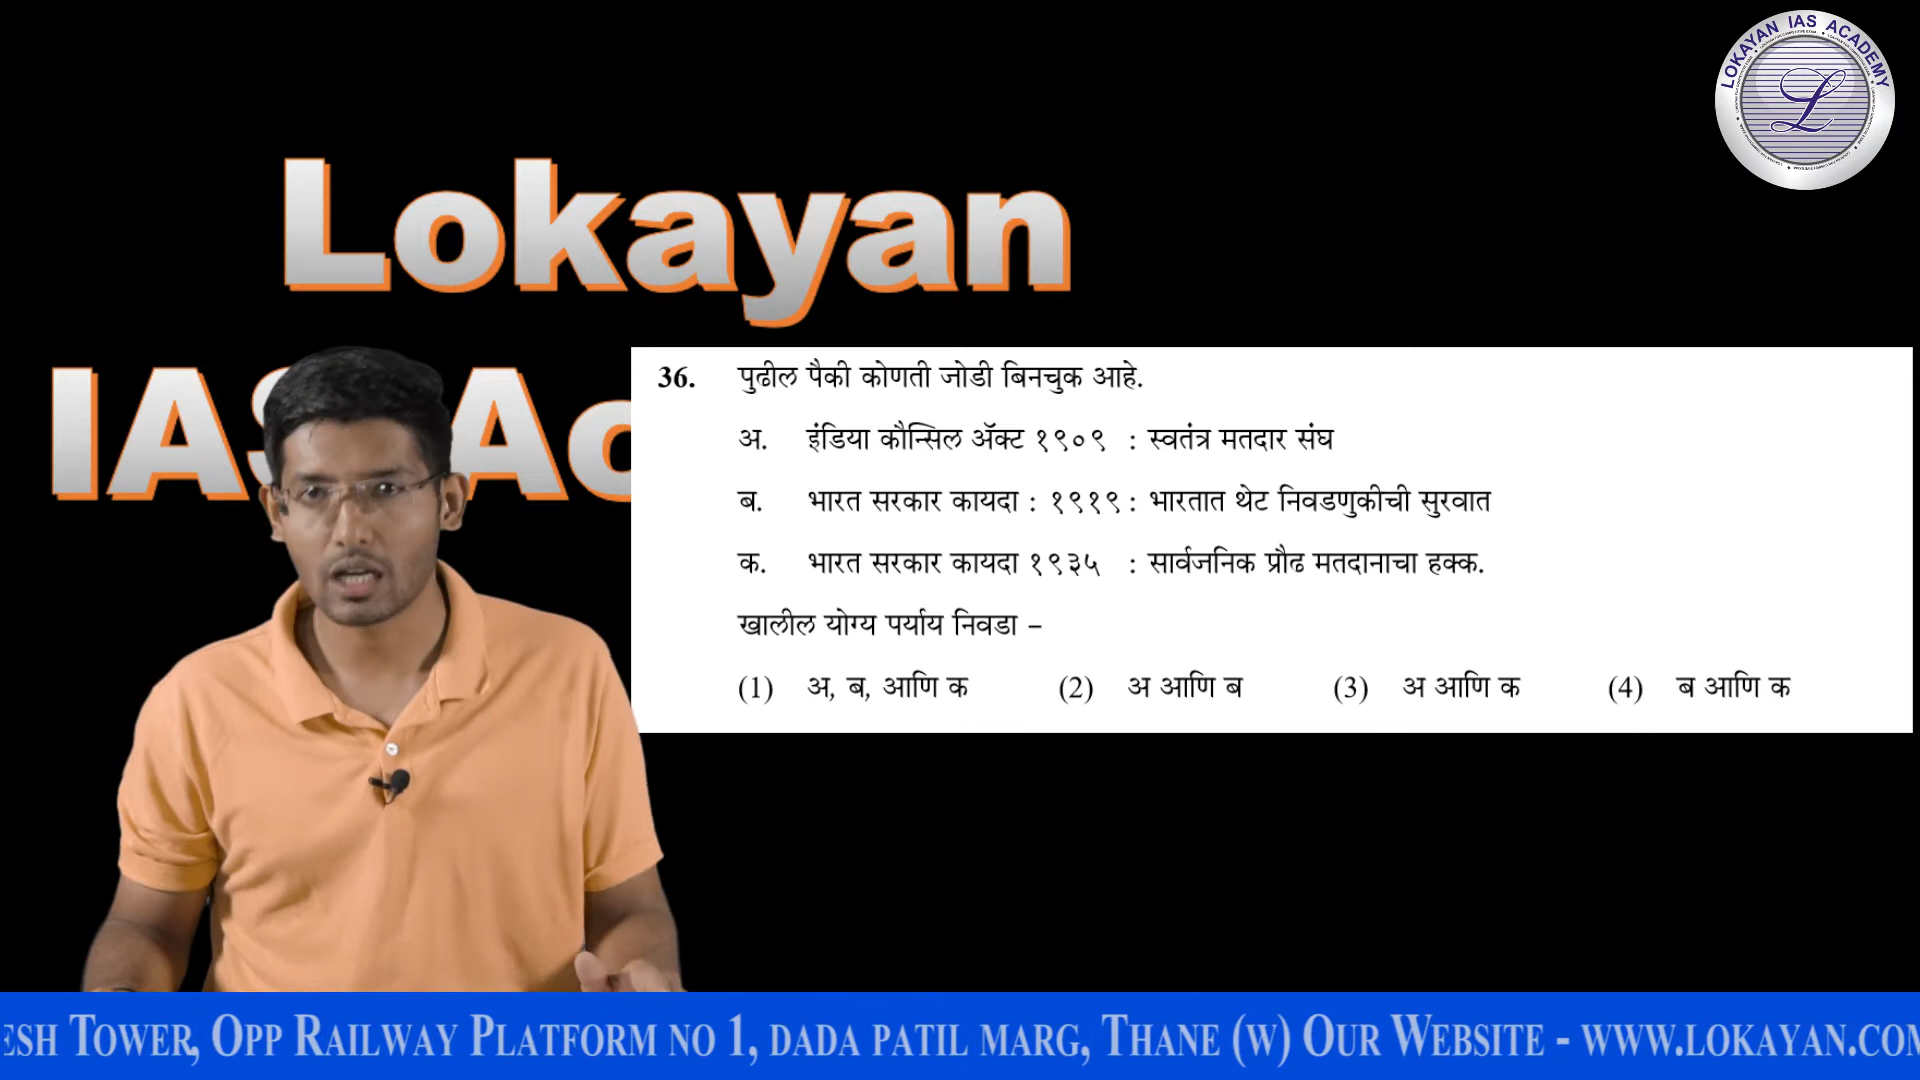 LOKAYAN IAS ACADEMY
L
Lokayan
IAS Ac
36. पुढील पैकी कोणती जोडी बिनचुक आहे.
अ. इंडिया कौन्सिल ॲक्ट १९०९ : स्वतंत्र मतदार संघ
ब. भारत सरकार कायदा : १९१९ : भारतात थेट निवडणुकीची सुरवात
क. भारत सरकार कायदा १९३५ : सार्वजनिक प्रौढ मतदानाचा हक्क.
खालील योग्य पर्याय निवडा –
(1) अ, ब, आणि क (2) अ आणि ब (3) अ आणि क (4) ब आणि क
ESH TOWER, OPP RAILWAY PLATFORM NO 1, DADA PATIL MARG, THANE (W) OUR WEBSITE - WWW.LOKAYAN.COM